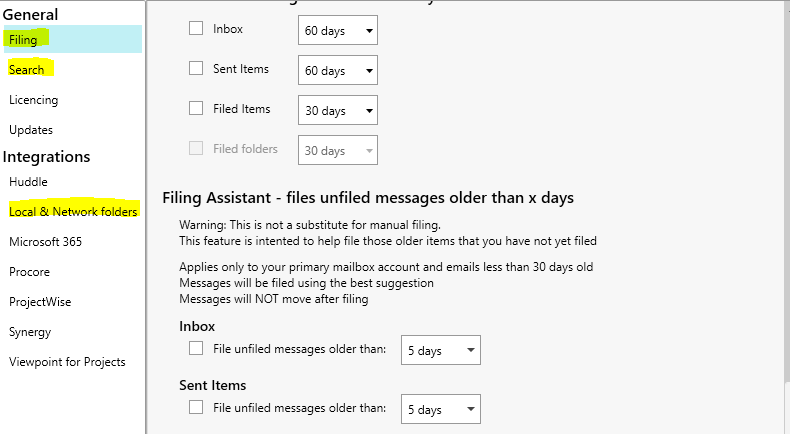 General
Filing
Search
Licencing
Updates
Integrations
Huddle
Local & Network folders
Microsoft 365
Procore
ProjectWise
Synergy
Viewpoint for Projects
Inbox 60 days
Sent Items 60 days
Filed Items 30 days
Filed folders 30 days
Filing Assistant - files unfiled messages older than x days
Warning: This is not a substitute for manual filing.
This feature is intented to help file those older items that you have not yet filed
Applies only to your primary mailbox account and emails less than 30 days old
Messages will be filed using the best suggestion
Messages will NOT move after filing
Inbox
File unfiled messages older than: 5 days
Sent Items
File unfiled messages older than: 5 days